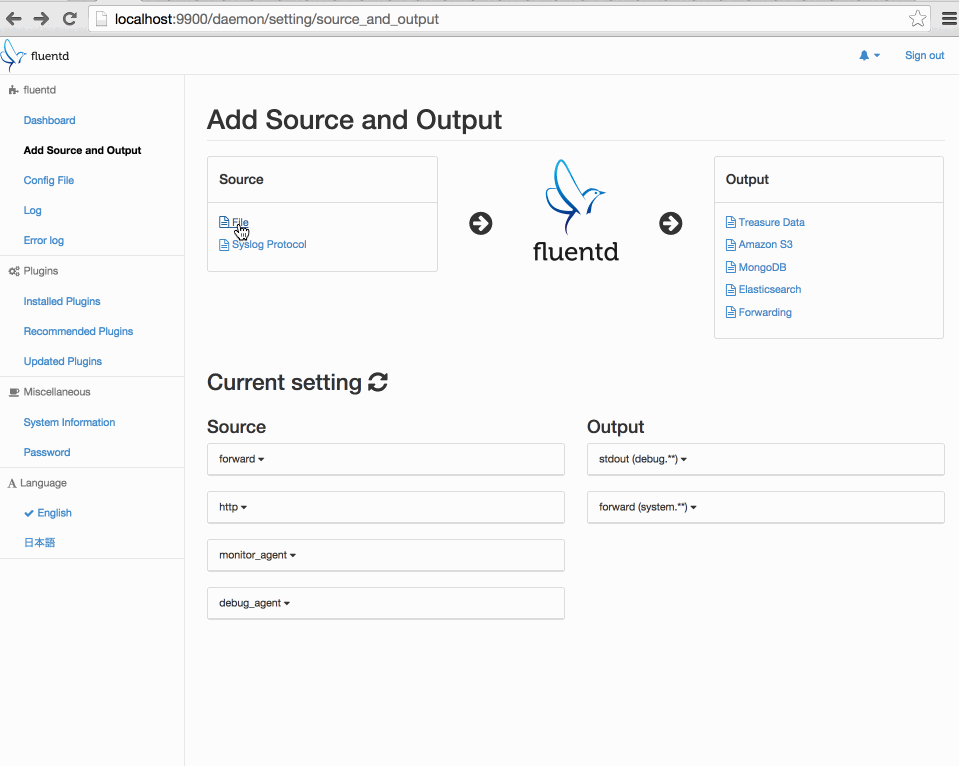 localhost:9900/daemon/setting/source_and_output
fluentd
Sign out
fluentd
Dashboard
Add Source and Output
Config File
Log
Error log
Plugins
Installed Plugins
Recommended Plugins
Updated Plugins
Miscellaneous
System Information
Password
Language
English
日本語
Add Source and Output
Source
File
Syslog Protocol
fluentd
Output
Treasure Data
Amazon S3
MongoDB
Elasticsearch
Forwarding
Current setting
Source
forward
http
monitor_agent
debug_agent
Output
stdout (debug.**)
forward (system.**)